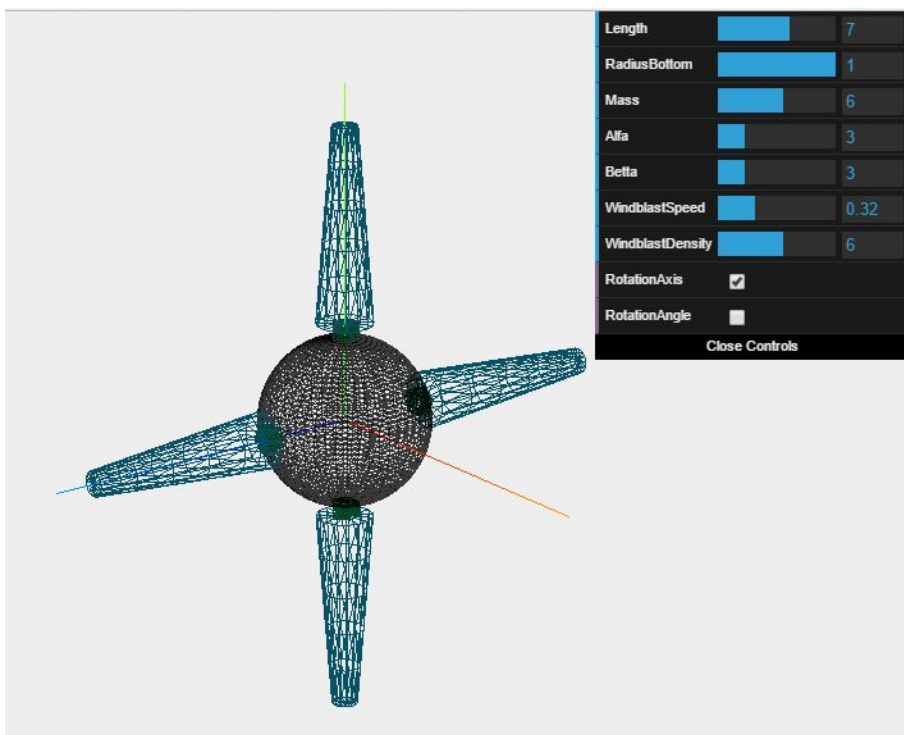 Length 7
RadiusBottom 1
Mass 6
Alfa 3
Betta 3
WindblastSpeed 0.32
WindblastDensity 6
RotationAxis
RotationAngle
Close Controls